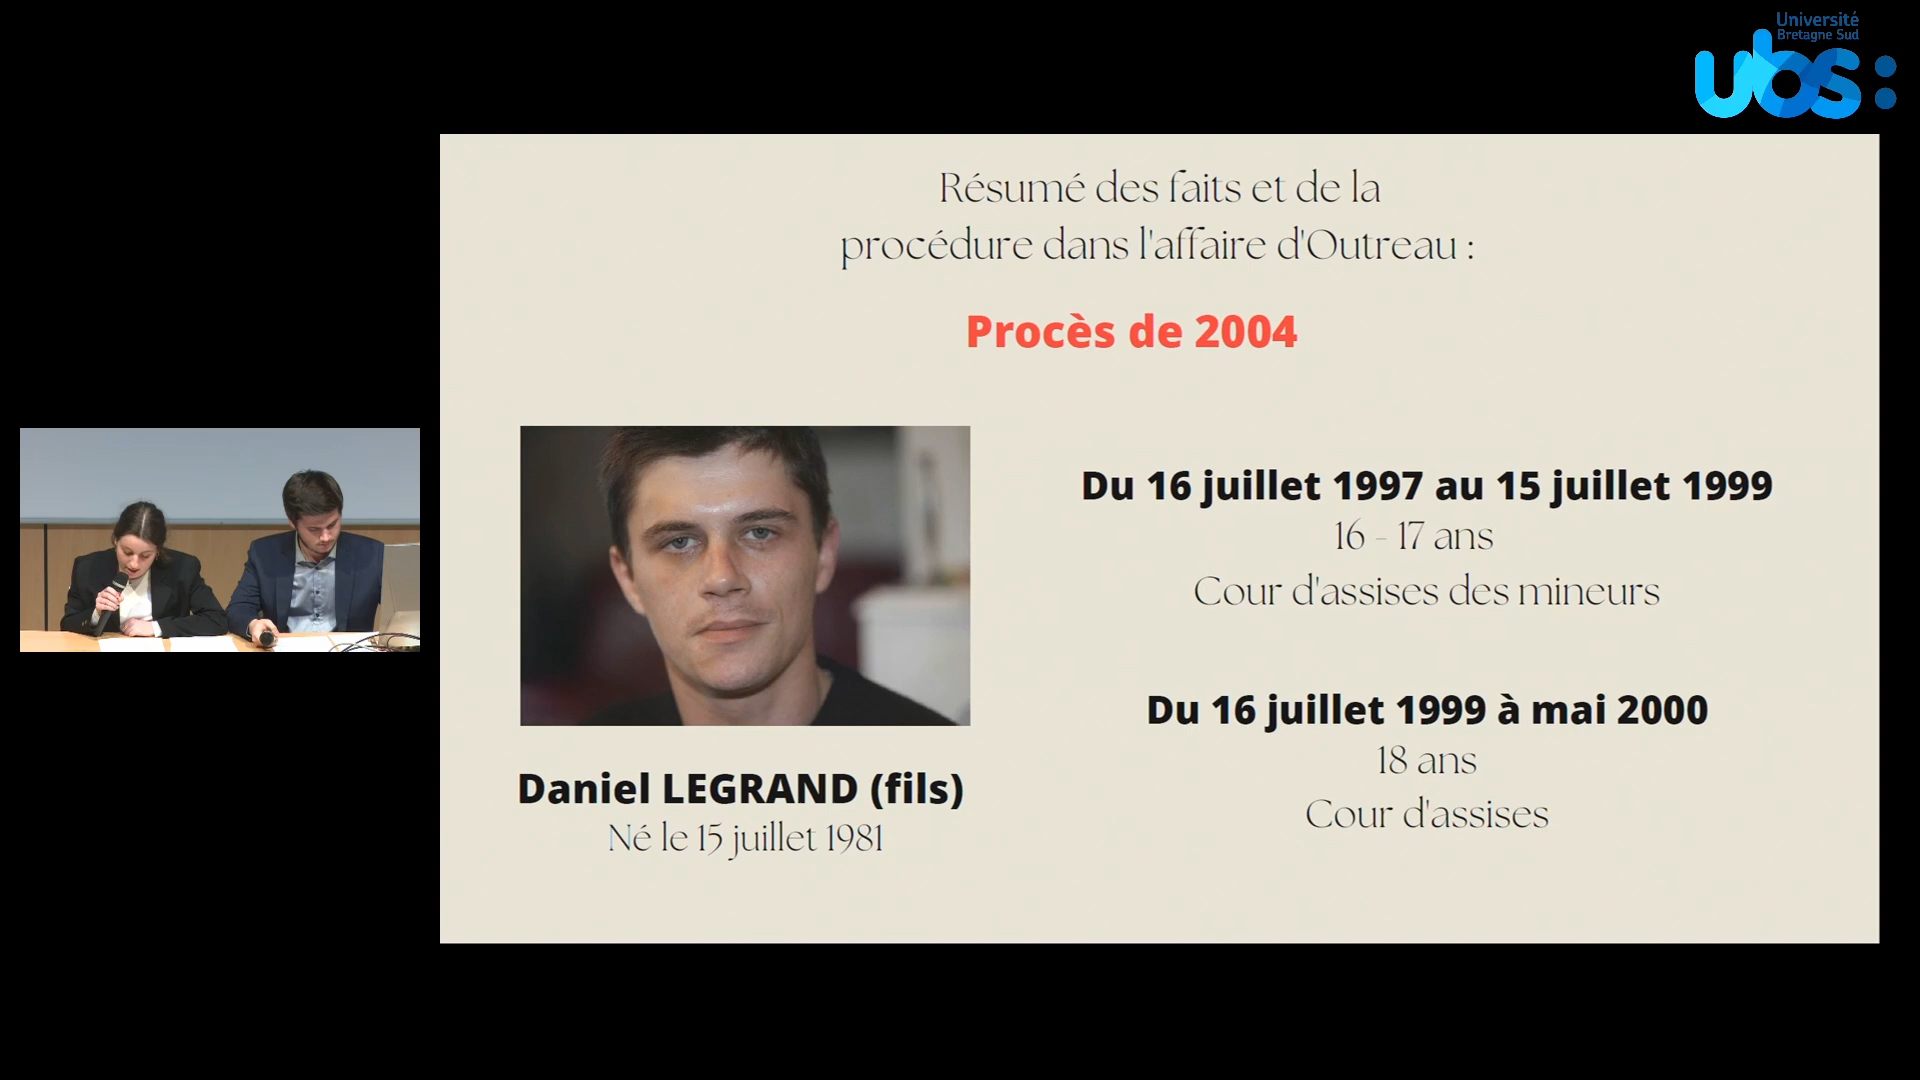 Université
Bretagne Sud
ubs:
Résumé des faits et de la
procédure dans l'affaire d'Outreau :
Procès de 2004
Du 16 juillet 1997 au 15 juillet 1999
16 - 17 ans
Cour d'assises des mineurs
Du 16 juillet 1999 à mai 2000
18 ans
Cour d'assises
Daniel LEGRAND (fils)
Né le 15 juillet 1981